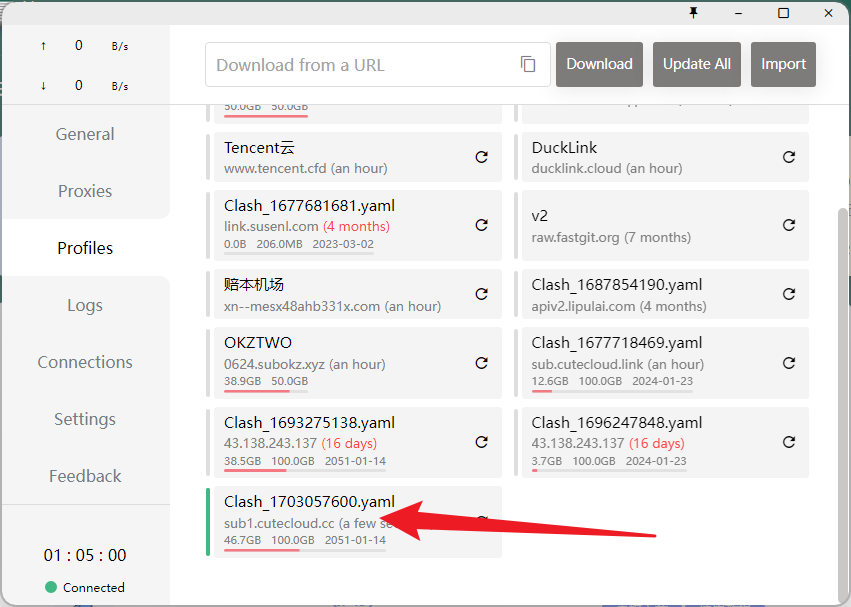 ↑ 0 B/s
↓ 0 B/s
General
Proxies
Profiles
Logs
Connections
Settings
Feedback
01 : 05 : 00
Connected
Download from a URL
Download
Update All
Import
50.0GB 50.0GB
Tencent云
www.tencent.cfd (an hour)
DuckLink
ducklink.cloud (an hour)
Clash_1677681681.yaml
link.susenl.com (4 months)
0.0B 206.0MB 2023-03-02
v2
raw.fastgit.org (7 months)
赔本机场
xn--mesx48ahb331x.com (an hour)
Clash_1687854190.yaml
apiv2.lipulai.com (4 months)
OKZTWO
0624.subokz.xyz (an hour)
38.9GB 50.0GB
Clash_1677718469.yaml
sub.cutecloud.link (an hour)
12.6GB 100.0GB 2024-01-23
Clash_1693275138.yaml
43.138.243.137 (16 days)
38.5GB 100.0GB 2051-01-14
Clash_1696247848.yaml
43.138.243.137 (16 days)
3.7GB 100.0GB 2024-01-23
Clash_1703057600.yaml
sub1.cutecloud.cc (a few
46.7GB 100.0GB 2051-01-14